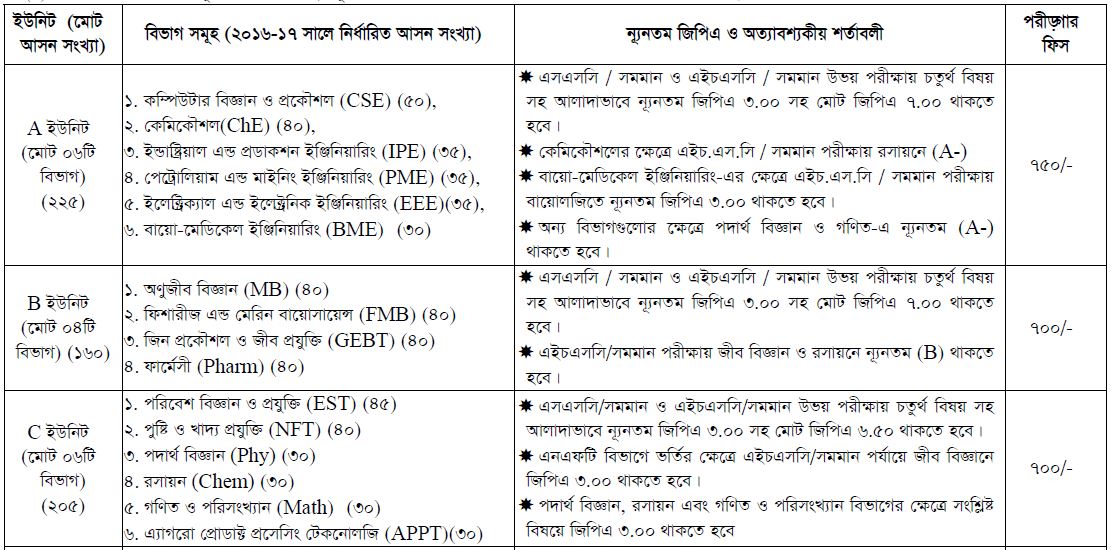 ইউনিট (মোট আসন সংখ্যা)
বিভাগ সমূহ (২০১৬-১৭ সালে নির্ধারিত আসন সংখ্যা)
ন্যূনতম জিপিএ ও অত্যাবশ্যকীয় শর্তাবলী
পরীক্ষার ফিস
A ইউনিট
(মোট ০৬টি
বিভাগ)
(২২৫)
১. কম্পিউটার বিজ্ঞান ও প্রকৌশল (CSE) (৫০),
২. কেমিকৌশল(ChE) (৪০),
৩. ইন্ডাষ্ট্রিয়াল এন্ড প্রডাকশন ইঞ্জিনিয়ারিং (IPE) (৩৫),
৪. পেট্রোলিয়াম এন্ড মাইনিং ইঞ্জিনিয়ারিং (PME) (৩৫),
৫. ইলেক্ট্রিক্যাল এন্ড ইলেক্ট্রনিক ইঞ্জিনিয়ারিং (EEE)(৩৫),
৬. বায়ো-মেডিকেল ইঞ্জিনিয়ারিং (BME) (৩০)
✷ এসএসসি / সমমান ও এইচএসসি / সমমান উভয় পরীক্ষায় চতুর্থ বিষয়
সহ আলাদাভাবে ন্যূনতম জিপিএ ৩.০০ সহ মোট জিপিএ ৭.০০ থাকতে
হবে।
✷ কেমিকৌশলের ক্ষেত্রে এইচ.এস.সি / সমমান পরীক্ষায় রসায়নে (A-)
✷ বায়ো-মেডিকেল ইঞ্জিনিয়ারিং-এর ক্ষেত্রে এইচ.এস.সি / সমমান পরীক্ষায়
বায়োলজিতে ন্যূনতম জিপিএ ৩.০০ থাকতে হবে।
✷ অন্য বিভাগগুলোর ক্ষেত্রে পদার্থ বিজ্ঞান ও গণিত-এ ন্যূনতম (A-)
থাকতে হবে।
৭৫০/-
B ইউনিট
(মোট ০৪টি
বিভাগ) (১৬০)
১. অণুজীব বিজ্ঞান (MB) (৪০)
২. ফিশারীজ এন্ড মেরিন বায়োসায়েন্স (FMB) (৪০)
৩. জিন প্রকৌশল ও জীব প্রযুক্তি (GEBT) (৪০)
৪. ফার্মেসী (Pharm) (৪০)
✷ এসএসসি / সমমান ও এইচএসসি / সমমান উভয় পরীক্ষায় চতুর্থ বিষয়
সহ আলাদাভাবে ন্যূনতম জিপিএ ৩.০০ সহ মোট জিপিএ ৭.০০ থাকতে
হবে।
✷ এইচএসসি/সমমান পরীক্ষায় জীব বিজ্ঞান ও রসায়নে ন্যূনতম (B) থাকতে
হবে।
৭০০/-
C ইউনিট
(মোট ০৬টি
বিভাগ)
(২০৫)
১. পরিবেশ বিজ্ঞান ও প্রযুক্তি (EST) (৪৫)
২. পুষ্টি ও খাদ্য প্রযুক্তি (NFT) (৪০)
৩. পদার্থ বিজ্ঞান (Phy) (৩০)
৪. রসায়ন (Chem) (৩০)
৫. গণিত ও পরিসংখ্যান (Math) (৩০)
৬. এ্যাগরো প্রোডাক্ট প্রসেসিং টেকনোলজি (APPT)(৩০)
✷ এসএসসি/সমমান ও এইচএসসি/সমমান উভয় পরীক্ষায় চতুর্থ বিষয় সহ
আলাদাভাবে ন্যূনতম জিপিএ ৩.০০ সহ মোট জিপিএ ৬.৫০ থাকতে হবে।
✷ এনএফটি বিভাগে ভর্তির ক্ষেত্রে এইচএসসি/সমমান পর্যায়ে জীব বিজ্ঞানে
জিপিএ ৩.০০ থাকতে হবে।
✷ পদার্থ বিজ্ঞান, রসায়ন এবং গণিত ও পরিসংখ্যান বিভাগের ক্ষেত্রে সংশ্লিষ্ট
বিষয়ে জিপিএ ৩.০০ থাকতে হবে
৭০০/-